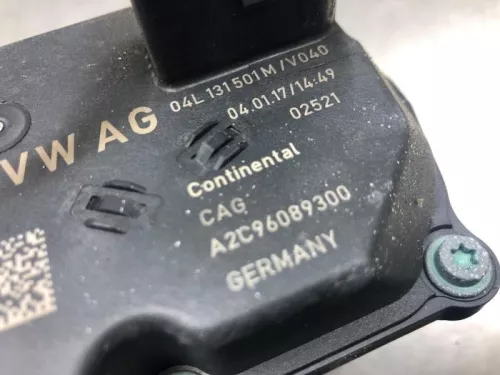 04L 131 501 M /V040
04.01.17/14:49
02521
VW AG
Continental
CAG
A2C96089300
GERMANY